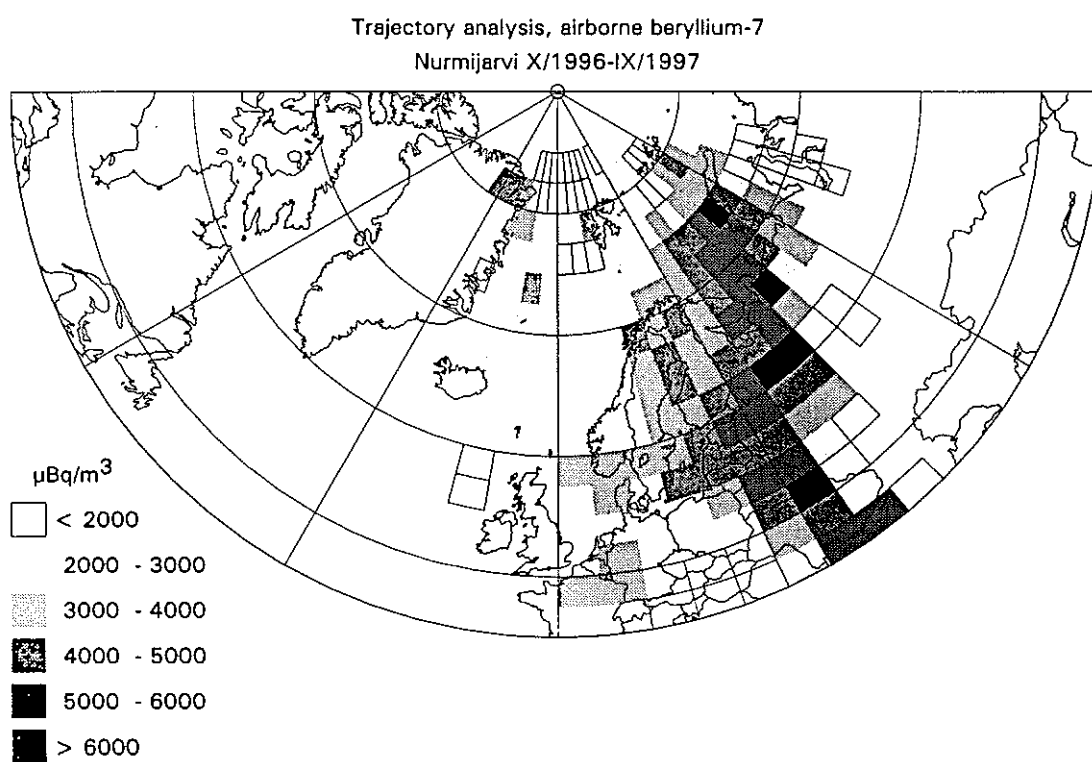 Trajectory analysis, airborne beryllium-7
Nurmijarvi X/1996-IX/1997
µBq/m³
< 2000
2000 - 3000
3000 - 4000
4000 - 5000
5000 - 6000
> 6000